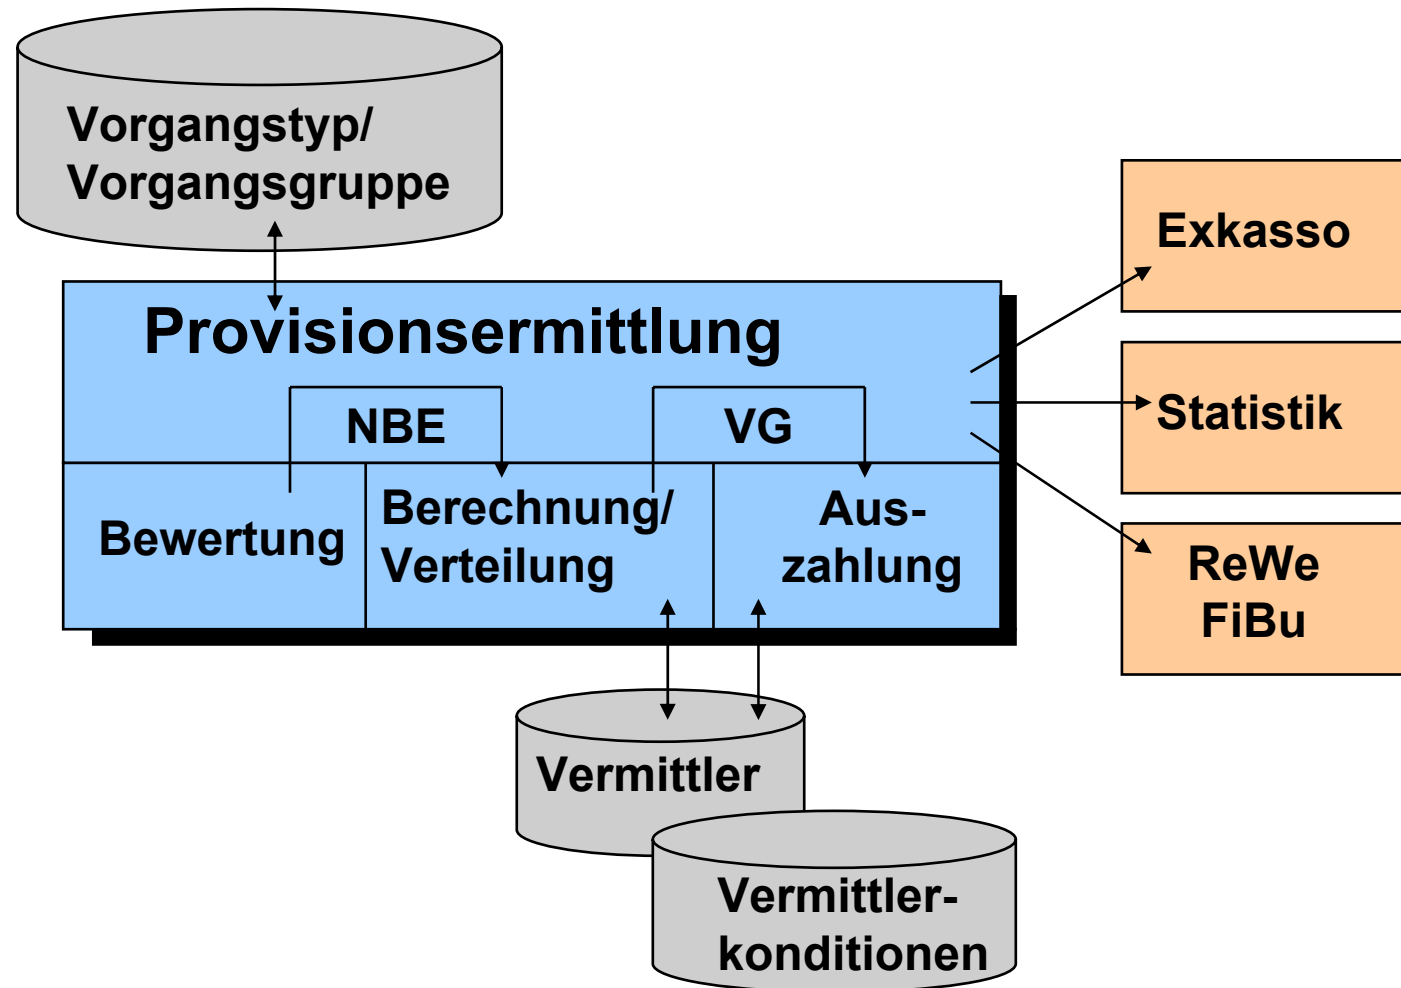 Vorgangstyp/
Vorgangsgruppe
Provisionsermittlung
NBE
VG
Bewertung
Berechnung/
Verteilung
Aus-
zahlung
Exkasso
Statistik
ReWe
FiBu
Vermittler
Vermittler-
konditionen